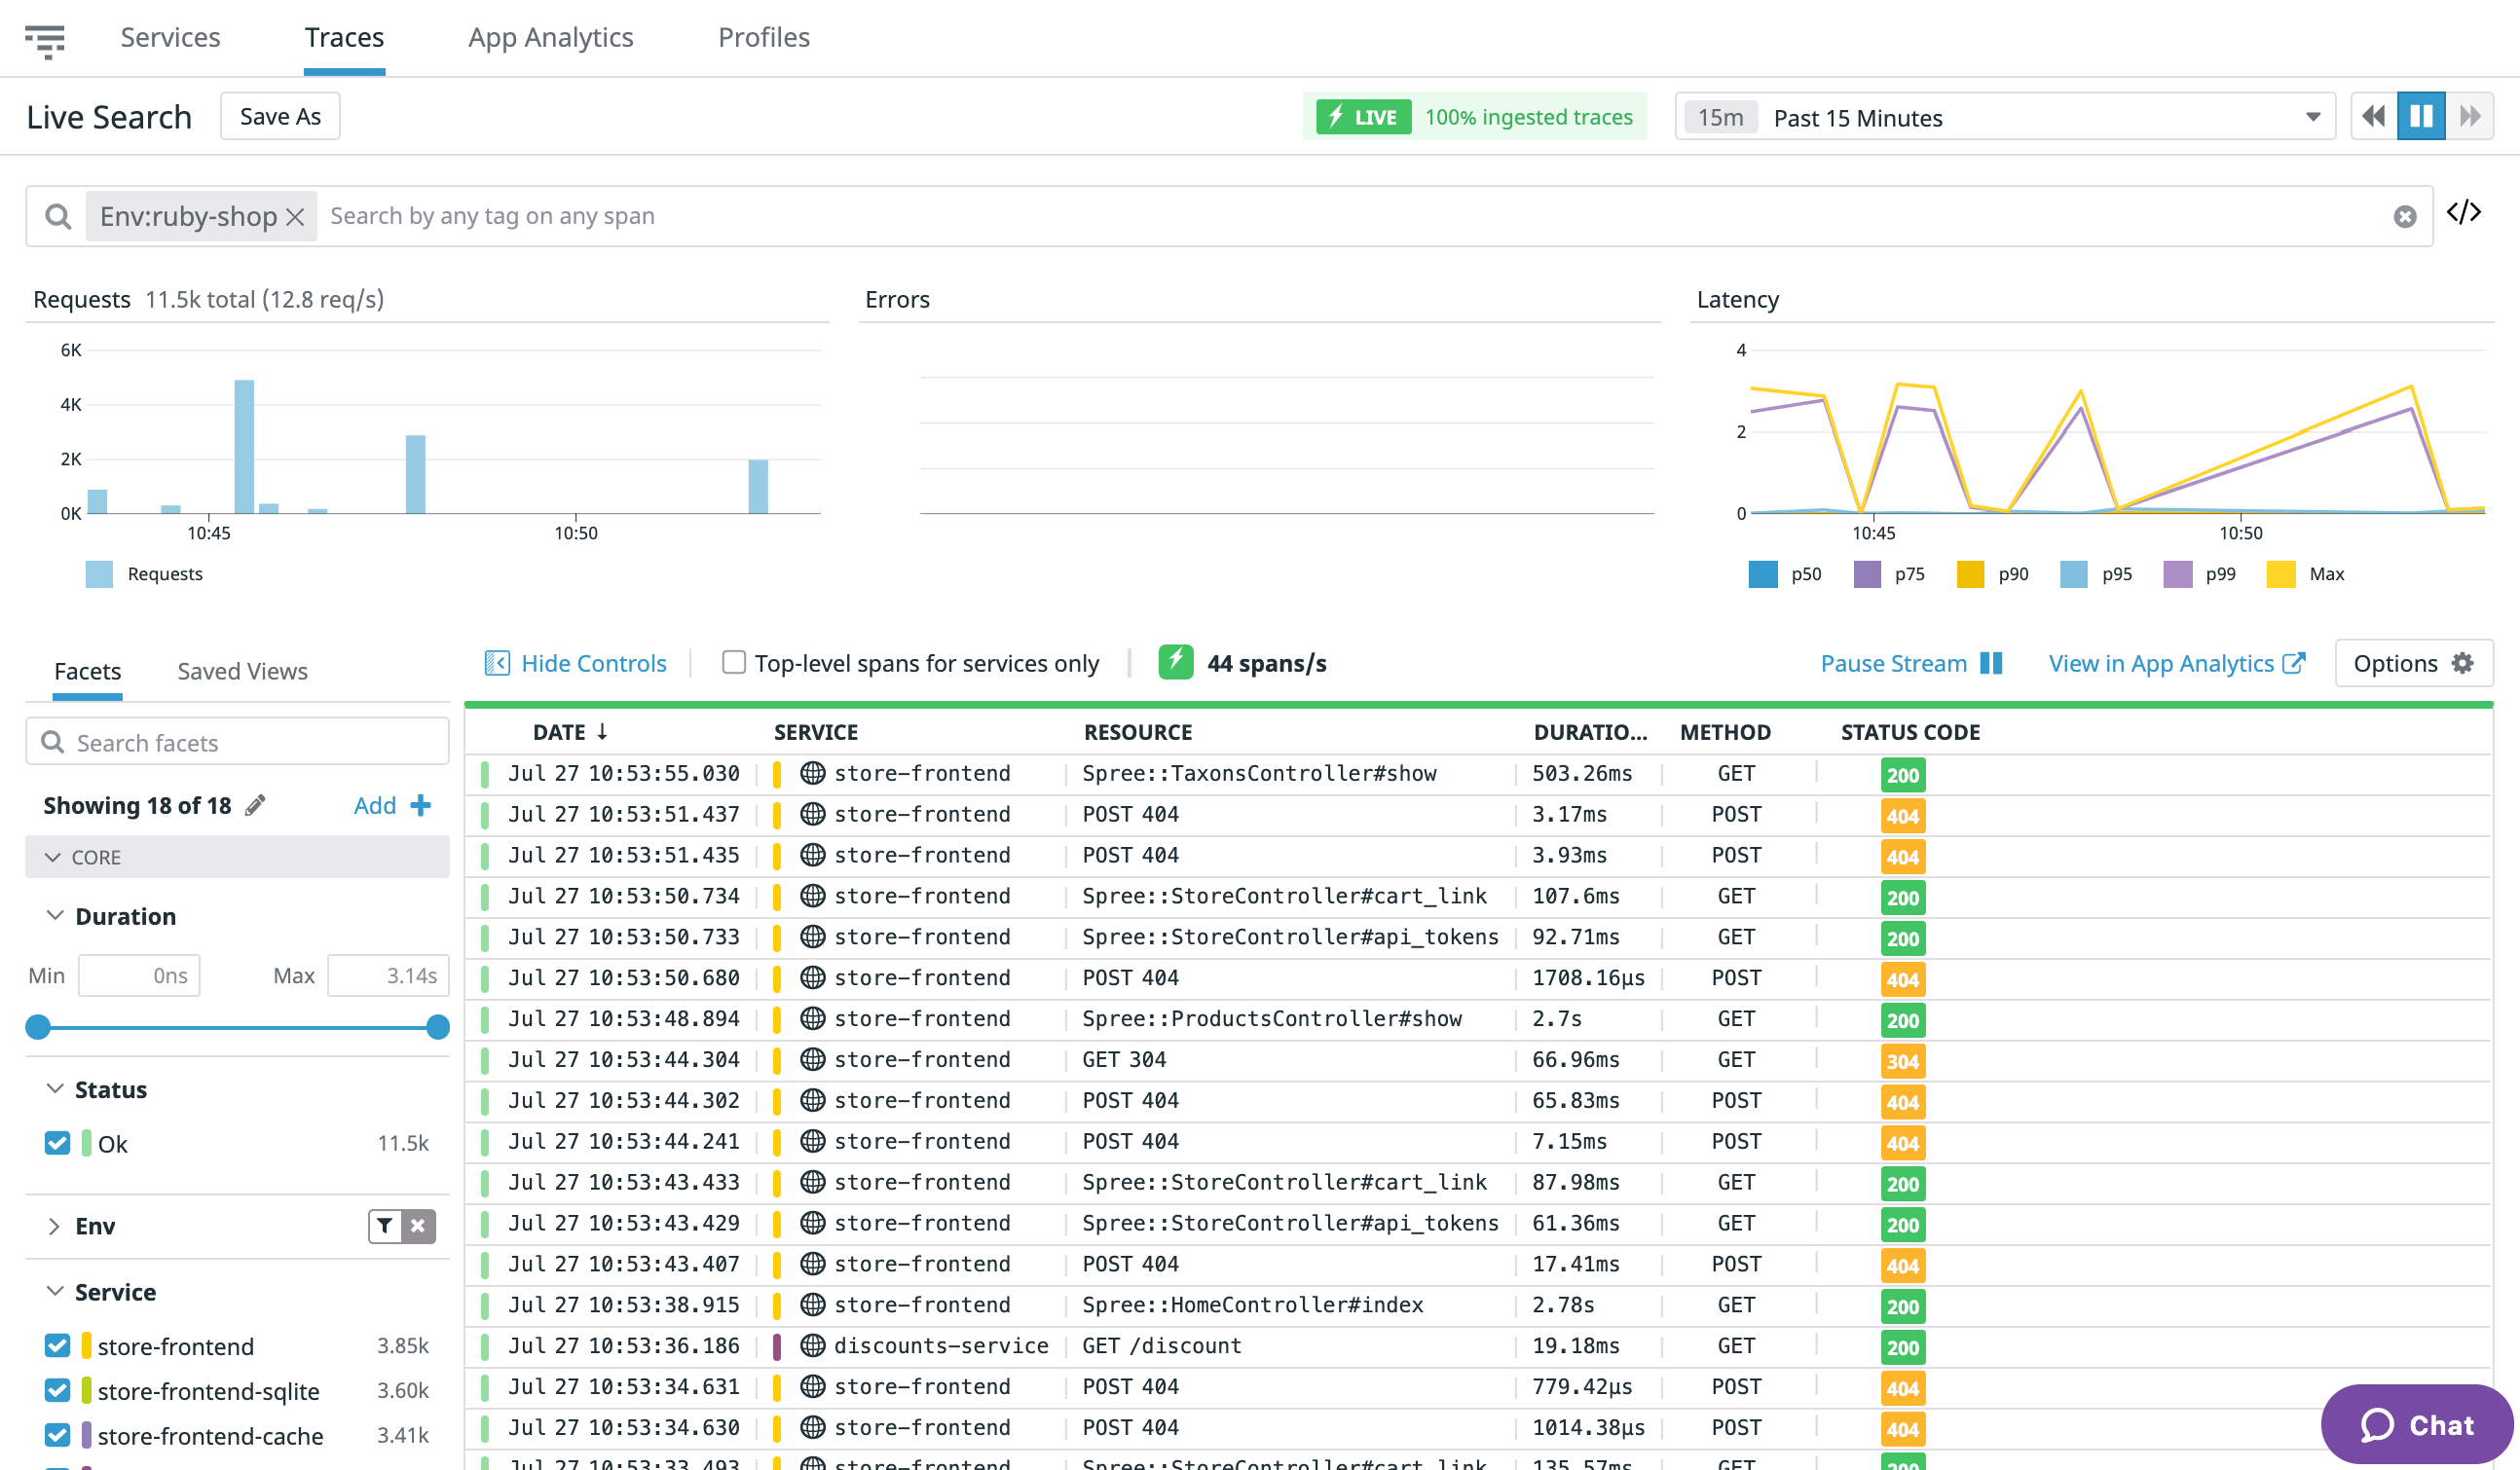 Services Traces App Analytics Profiles
Live Search Save As LIVE 100% ingested traces 15m Past 15 Minutes
Env:ruby-shop Search by any tag on any span </>
Requests 11.5k total (12.8 req/s)
6K
4K
2K
0K
10:45 10:50
Requests
Errors
Latency
4
2
0
10:45 10:50
p50 p75 p90 p95 p99 Max
Facets Saved Views
Search facets
Showing 18 of 18 Add
CORE
Duration
Min 0ns Max 3.14s
Status
Ok 11.5k
Env
Service
store-frontend 3.85k
store-frontend-sqlite 3.60k
store-frontend-cache 3.41k
Hide Controls Top-level spans for services only 44 spans/s Pause Stream View in App Analytics Options
DATE ↓ SERVICE RESOURCE DURATIO... METHOD STATUS CODE
Jul 27 10:53:55.030 store-frontend Spree::TaxonsController#show 503.26ms GET 200
Jul 27 10:53:51.437 store-frontend POST 404 3.17ms POST 404
Jul 27 10:53:51.435 store-frontend POST 404 3.93ms POST 404
Jul 27 10:53:50.734 store-frontend Spree::StoreController#cart_link 107.6ms GET 200
Jul 27 10:53:50.733 store-frontend Spree::StoreController#api_tokens 92.71ms GET 200
Jul 27 10:53:50.680 store-frontend POST 404 1708.16μs POST 404
Jul 27 10:53:48.894 store-frontend Spree::ProductsController#show 2.7s GET 200
Jul 27 10:53:44.304 store-frontend GET 304 66.96ms GET 304
Jul 27 10:53:44.302 store-frontend POST 404 65.83ms POST 404
Jul 27 10:53:44.241 store-frontend POST 404 7.15ms POST 404
Jul 27 10:53:43.433 store-frontend Spree::StoreController#cart_link 87.98ms GET 200
Jul 27 10:53:43.429 store-frontend Spree::StoreController#api_tokens 61.36ms GET 200
Jul 27 10:53:43.407 store-frontend POST 404 17.41ms POST 404
Jul 27 10:53:38.915 store-frontend Spree::HomeController#index 2.78s GET 200
Jul 27 10:53:36.186 discounts-service GET /discount 19.18ms GET 200
Jul 27 10:53:34.631 store-frontend POST 404 779.42μs POST 404
Jul 27 10:53:34.630 store-frontend POST 404 1014.38μs POST 404
Jul 27 10:53:33.493 store-frontend Spree::StoreController#cart_link 135.57ms GET 200
Chat